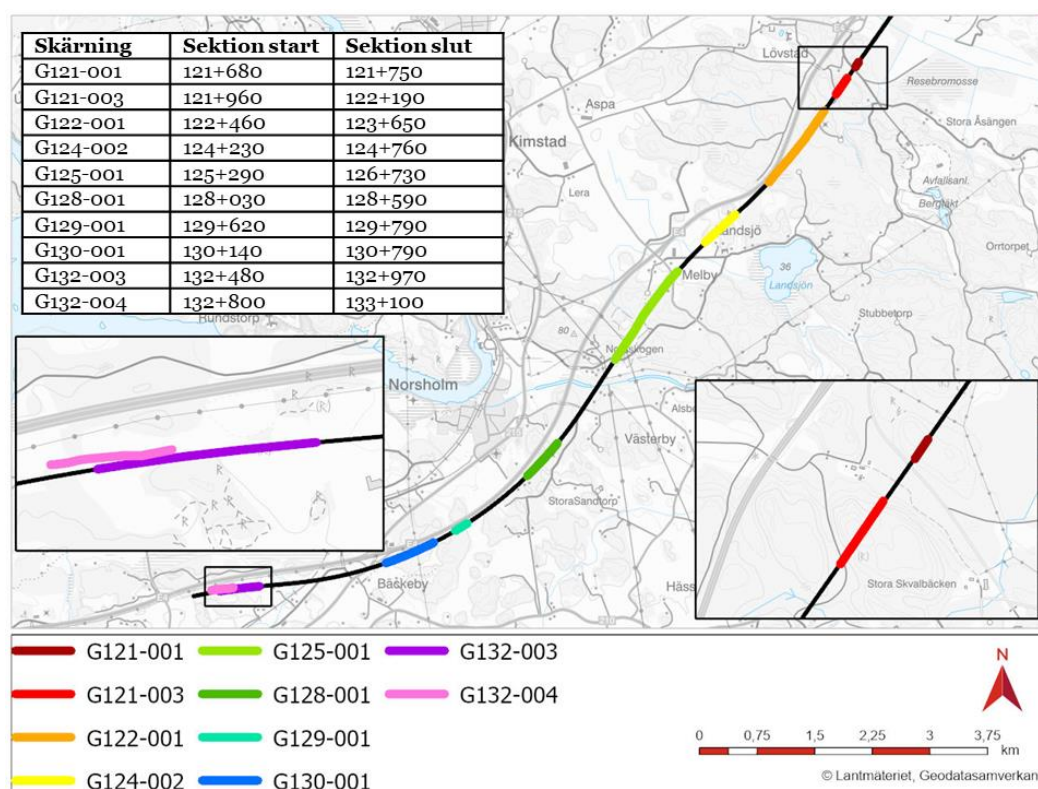 Skärning Sektion start Sektion slut
G121-001 121+680 121+750
G121-003 121+960 122+190
G122-001 122+460 123+650
G124-002 124+230 124+760
G125-001 125+290 126+730
G128-001 128+030 128+590
G129-001 129+620 129+790
G130-001 130+140 130+790
G132-003 132+480 132+970
G132-004 132+800 133+100
Lövstad
Resebromosse
Aspa
Stora Åsängen
Kimstad
Lera
Avfallsanl.
Bergtäkt
E4
Orrtorpet
36
Landsjön
Melby
Stubbetorp
80
Norsholm
Västerby
StoraSandtorp
Bäckeby
Stora Skvalbäcken
R
(R)
G121-001 G125-001 G132-003
G121-003 G128-001 G132-004
G122-001 G129-001
G124-002 G130-001
N
0 0,75 1,5 2,25 3 3,75
km
© Lantmäteriet, Geodatasamverkan